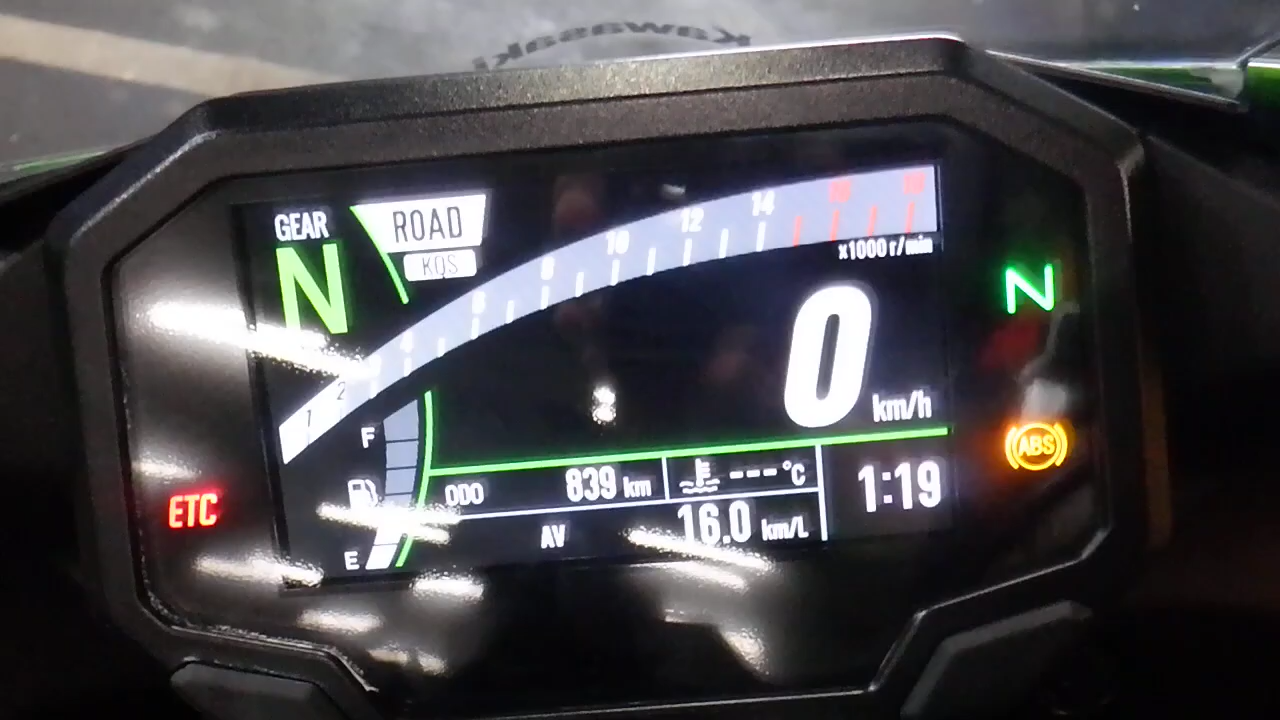 Kawasaki
GEAR
N
ROAD
KQS
1
2
4
6
8
10
12
14
16
18
x1000 r/min
0
km/h
N
ABS
F
E
ETC
ODO 839 km
--- °C
1:19
AV 16.0 km/L